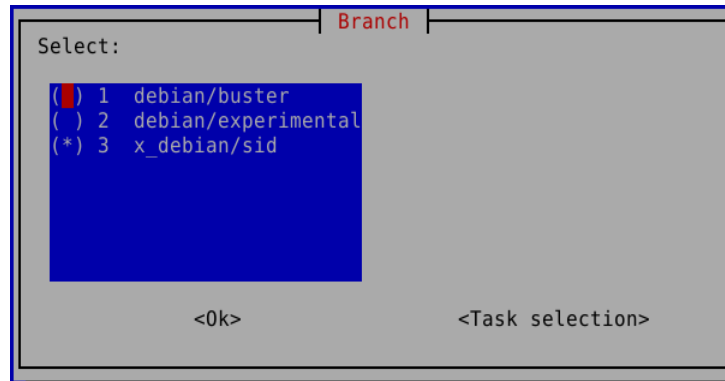 Branch
Select:
( ) 1 debian/buster
( ) 2 debian/experimental
(*) 3 x_debian/sid
<Ok> <Task selection>